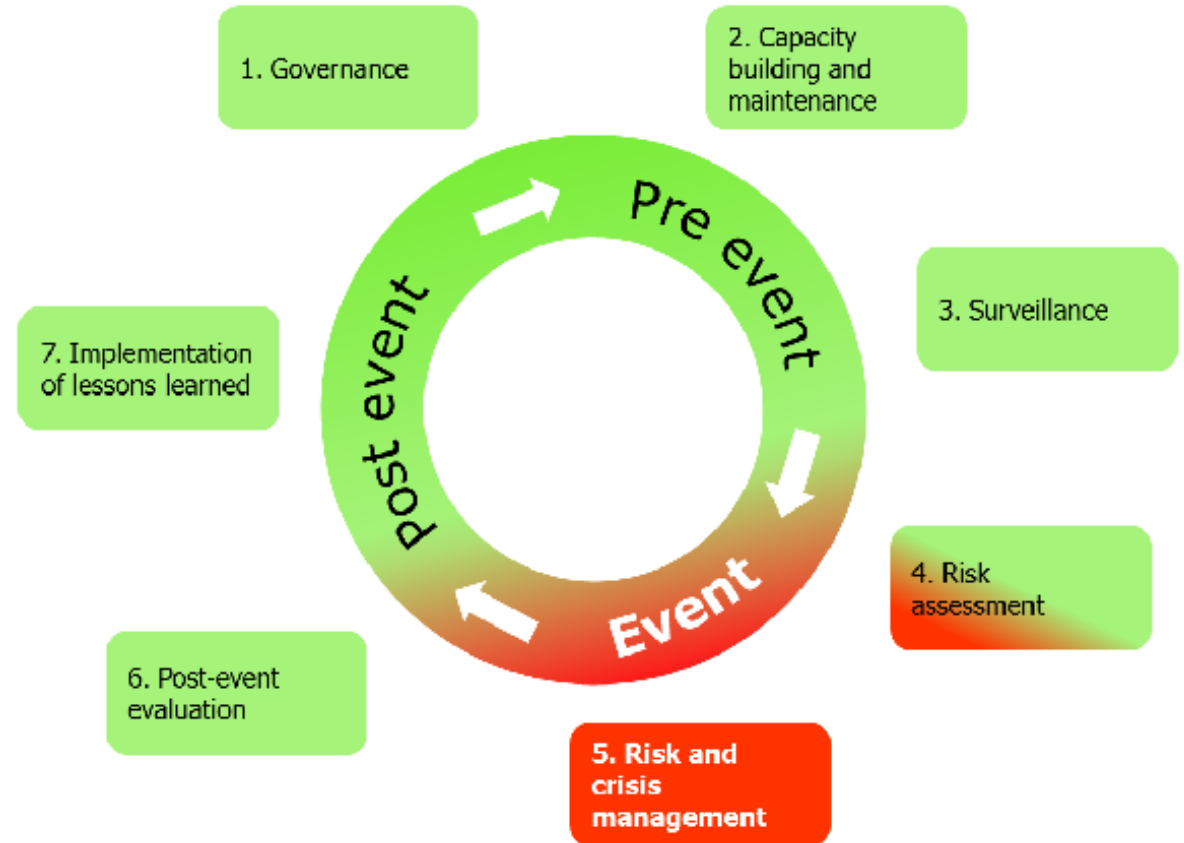 1. Governance
2. Capacity
building and
maintenance
Pre event
3. Surveillance
4. Risk
assessment
Event
5. Risk and
crisis
management
6. Post-event
evaluation
Post event
7. Implementation
of lessons learned